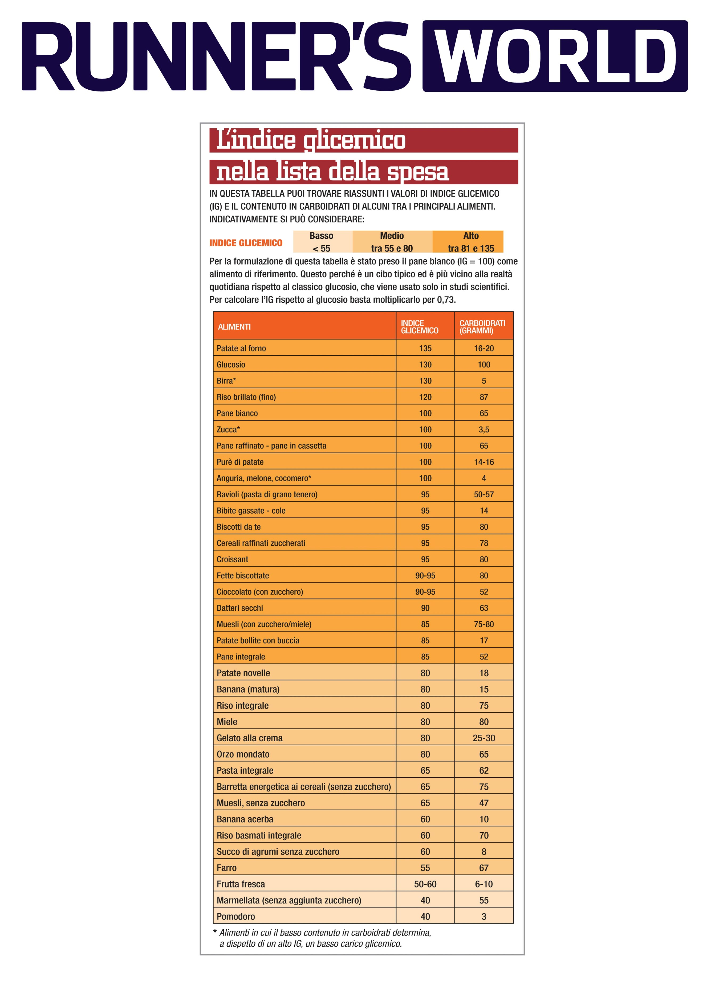 RUNNER'S WORLD
L'indice glicemico
nella lista della spesa
IN QUESTA TABELLA PUOI TROVARE RIASSUNTI I VALORI DI INDICE GLICEMICO
(IG) E IL CONTENUTO IN CARBOIDRATI DI ALCUNI TRA I PRINCIPALI ALIMENTI.
INDICATIVAMENTE SI PUÒ CONSIDERARE:
INDICE GLICEMICO
Basso Medio Alto
< 55 tra 55 e 80 tra 81 e 135
Per la formulazione di questa tabella è stato preso il pane bianco (IG = 100) come
alimento di riferimento. Questo perché è un cibo tipico ed è più vicino alla realtà
quotidiana rispetto al classico glucosio, che viene usato solo in studi scientifici.
Per calcolare l’IG rispetto al glucosio basta moltiplicarlo per 0,73.
ALIMENTI INDICE GLICEMICO CARBOIDRATI (GRAMMI)
Patate al forno 135 16-20
Glucosio 130 100
Birra* 130 5
Riso brillato (fino) 120 87
Pane bianco 100 65
Zucca* 100 3,5
Pane raffinato - pane in cassetta 100 65
Purè di patate 100 14-16
Anguria, melone, cocomero* 100 4
Ravioli (pasta di grano tenero) 95 50-57
Bibite gassate - cole 95 14
Biscotti da te 95 80
Cereali raffinati zuccherati 95 78
Croissant 95 80
Fette biscottate 90-95 80
Cioccolato (con zucchero) 90-95 52
Datteri secchi 90 63
Muesli (con zucchero/miele) 85 75-80
Patate bollite con buccia 85 17
Pane integrale 85 52
Patate novelle 80 18
Banana (matura) 80 15
Riso integrale 80 75
Miele 80 80
Gelato alla crema 80 25-30
Orzo mondato 80 65
Pasta integrale 65 62
Barretta energetica ai cereali (senza zucchero) 65 75
Muesli, senza zucchero 65 47
Banana acerba 60 10
Riso basmati integrale 60 70
Succo di agrumi senza zucchero 60 8
Farro 55 67
Frutta fresca 50-60 6-10
Marmellata (senza aggiunta zucchero) 40 55
Pomodoro 40 3
* Alimenti in cui il basso contenuto in carboidrati determina,
a dispetto di un alto IG, un basso carico glicemico.